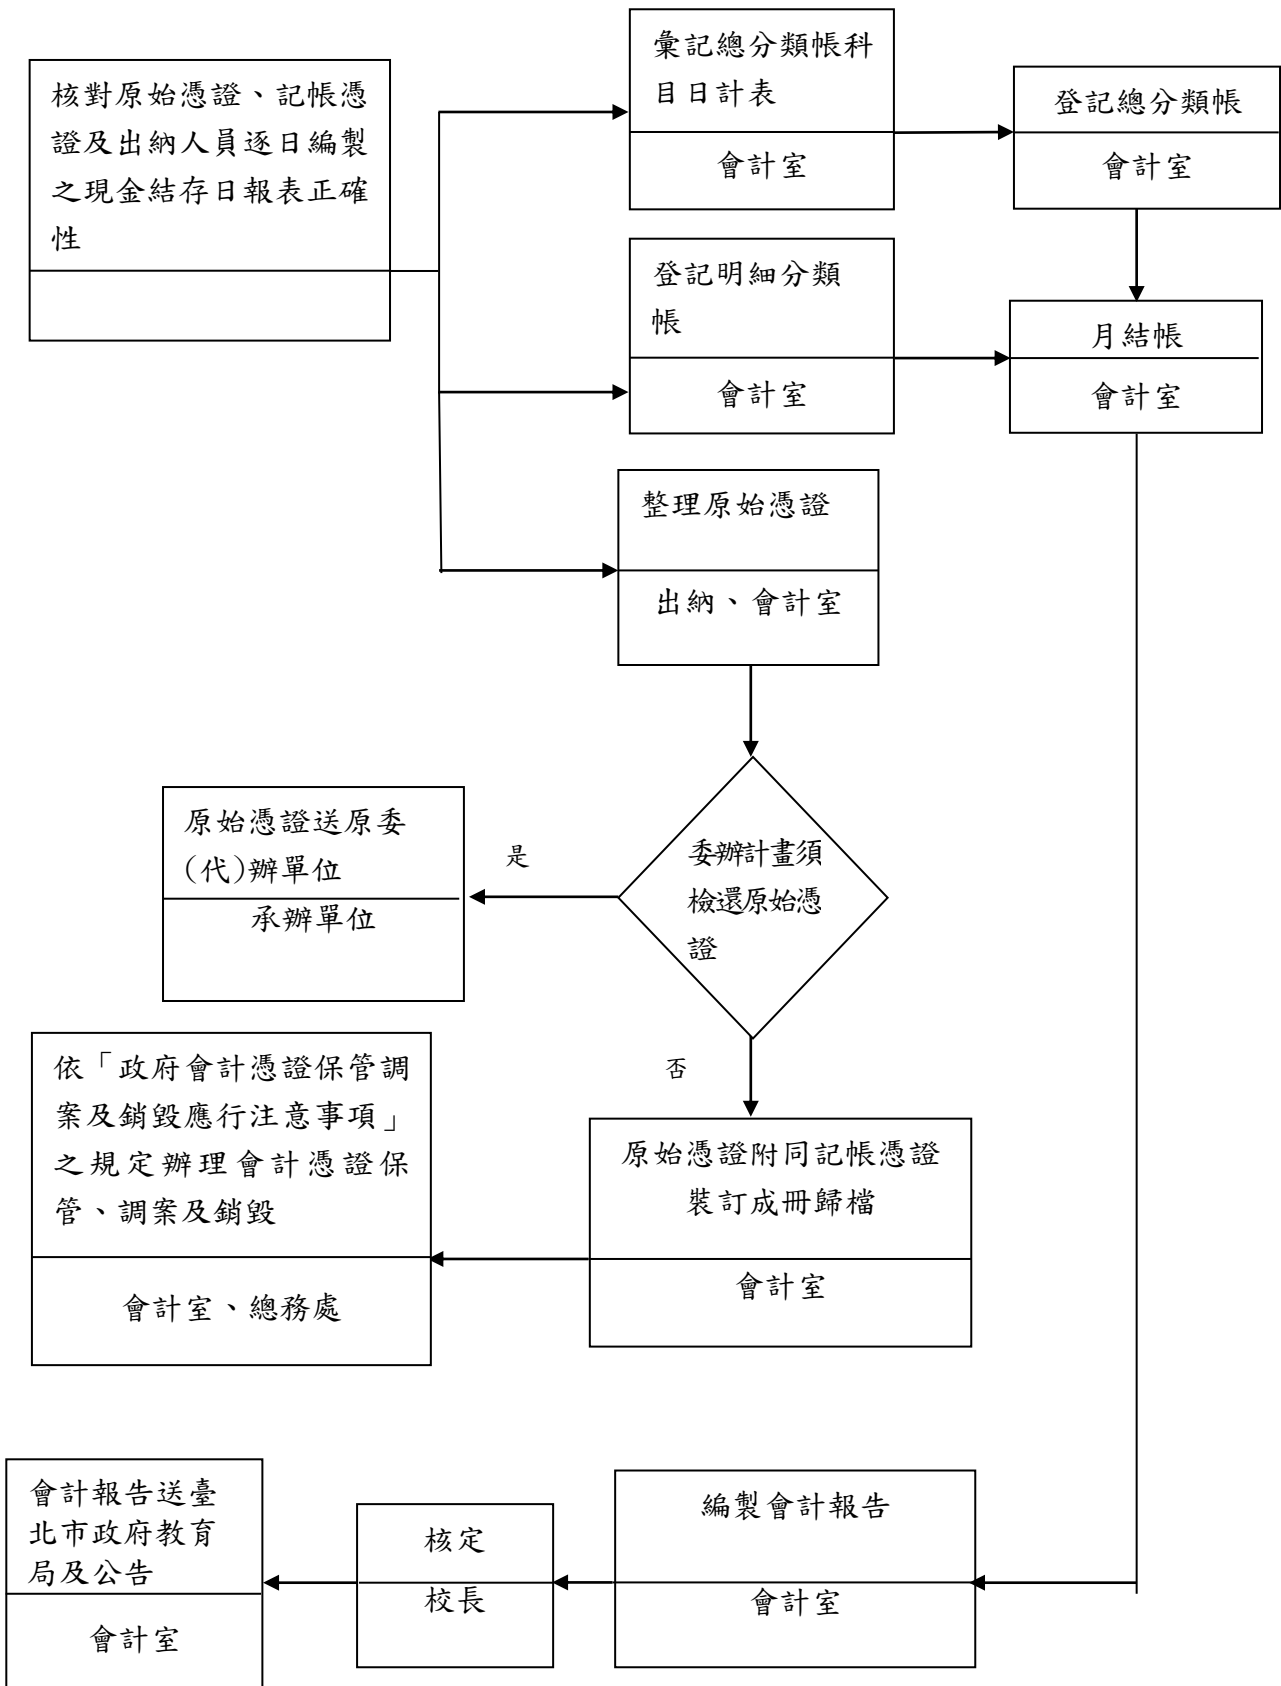 核對原始憑證、記帳憑
證及出納人員逐日編製
之現金結存日報表正確
性
彙記總分類帳科
目日計表
會計室
登記總分類帳
會計室
登記明細分類
帳
會計室
月結帳
會計室
整理原始憑證
出納、會計室
委辦計畫須
檢還原始憑
證
是
原始憑證送原委
(代)辦單位
承辦單位
否
原始憑證附同記帳憑證
裝訂成冊歸檔
會計室
依「政府會計憑證保管調
案及銷毀應行注意事項」
之規定辦理會計憑證保
管、調案及銷毀
會計室、總務處
編製會計報告
會計室
核定
校長
會計報告送臺
北市政府教育
局及公告
會計室